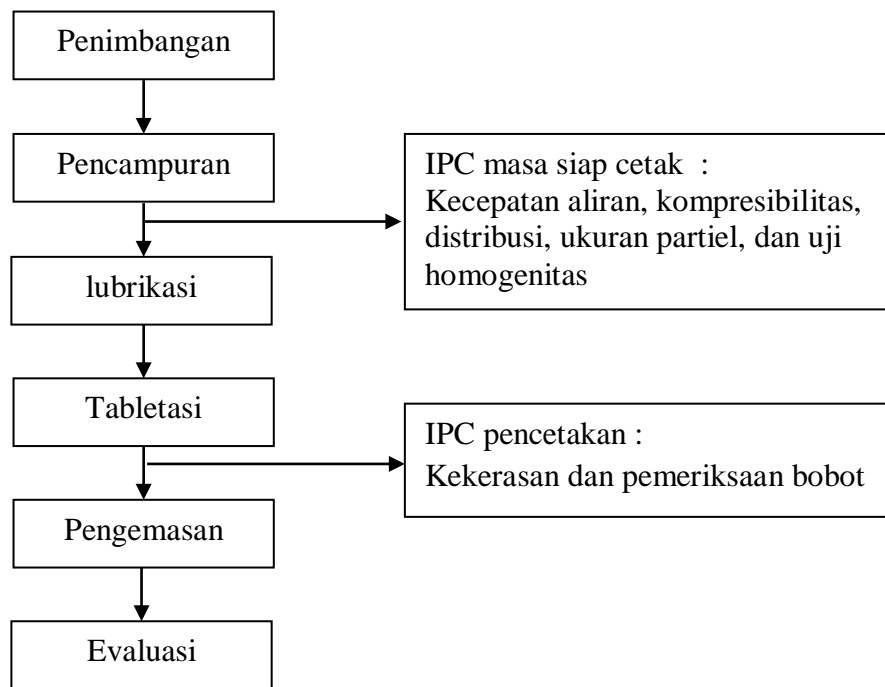 Penimbangan
Pencampuran
IPC masa siap cetak :
Kecepatan aliran, kompresibilitas,
distribusi, ukuran partiel, dan uji
homogenitas
lubrikasi
Tabletasi
IPC pencetakan :
Kekerasan dan pemeriksaan bobot
Pengemasan
Evaluasi